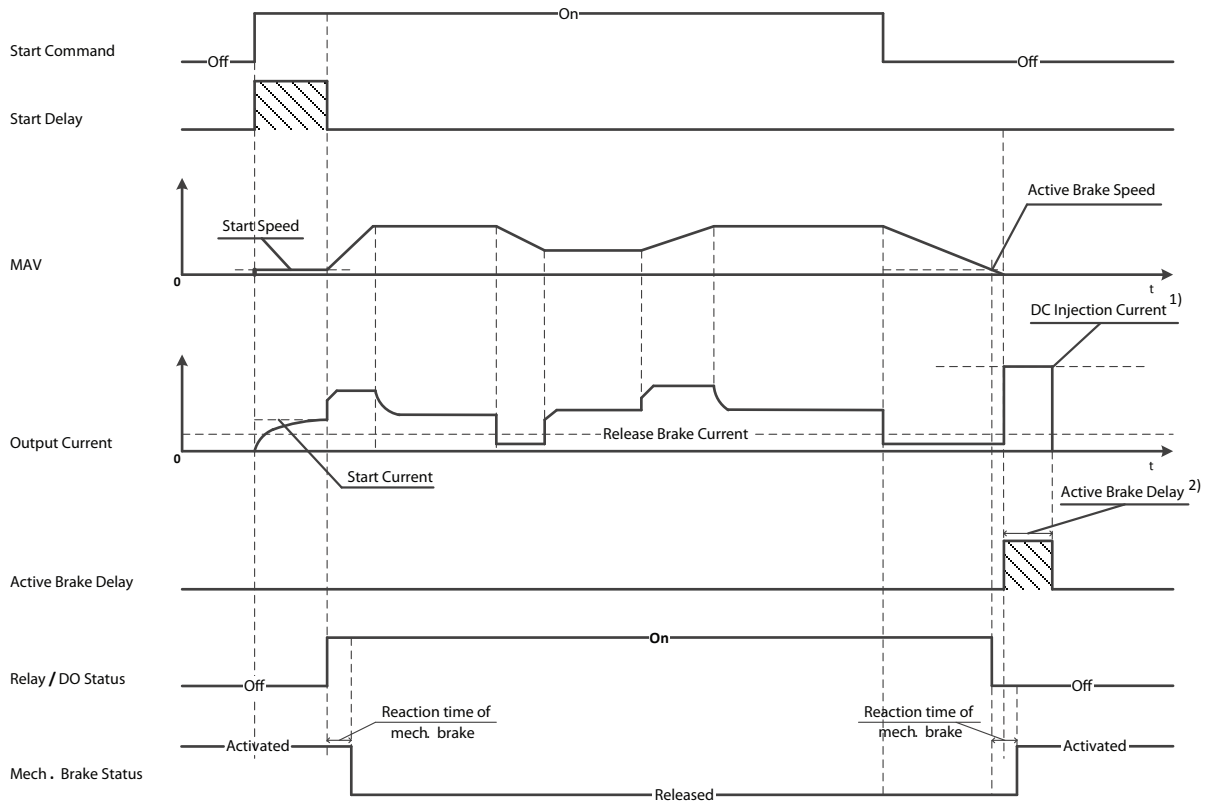 On
Start Command
Off
Off
Start Delay
Active Brake Speed
Start Speed
MAV
0
t
DC Injection Current 1)
Output Current
Release Brake Current
0
t
Start Current
Active Brake Delay 2)
Active Brake Delay
On
Relay / DO Status
Off
Off
Reaction time of
mech. brake
Reaction time of
mech. brake
Activated
Activated
Mech . Brake Status
Released